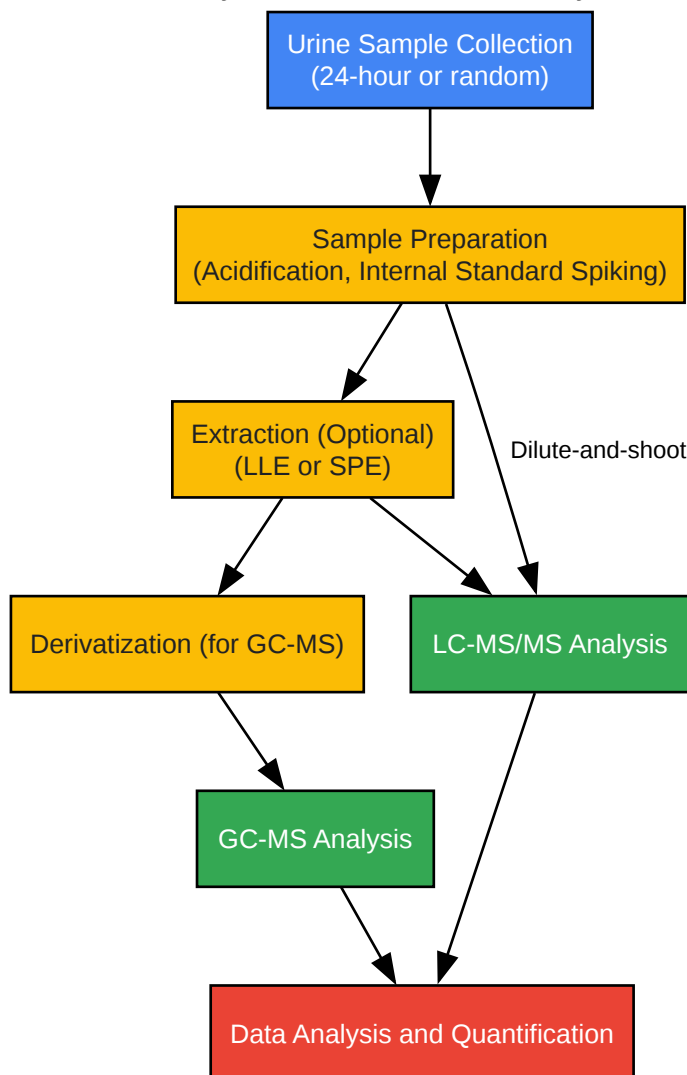 Urine Sample Collection
(24-hour or random)
Sample Preparation
(Acidification, Internal Standard Spiking)
Extraction (Optional)
(LLE or SPE)
Dilute-and-shoot
Derivatization (for GC-MS)
LC-MS/MS Analysis
GC-MS Analysis
Data Analysis and Quantification